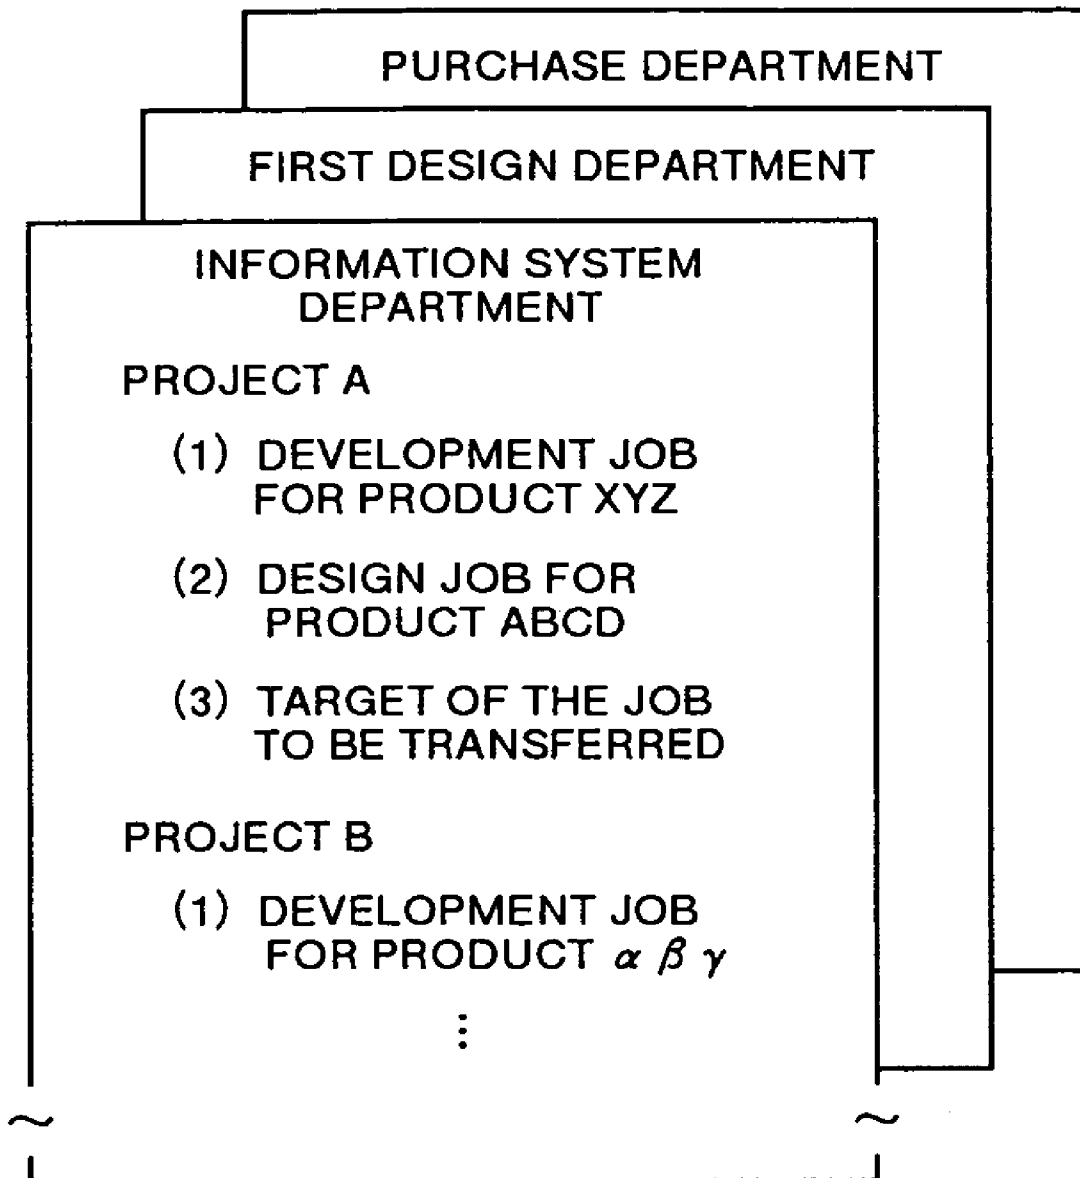 PURCHASE DEPARTMENT
FIRST DESIGN DEPARTMENT
INFORMATION SYSTEM
DEPARTMENT
PROJECT A
(1) DEVELOPMENT JOB
FOR PRODUCT XYZ
(2) DESIGN JOB FOR
PRODUCT ABCD
(3) TARGET OF THE JOB
TO BE TRANSFERRED
PROJECT B
(1) DEVELOPMENT JOB
FOR PRODUCT α β γ
⋮